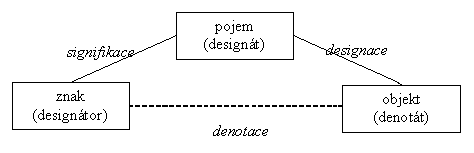 pojem
(designát)
signifikace
designace
znak
(designátor)
objekt
(denotát)
denotace